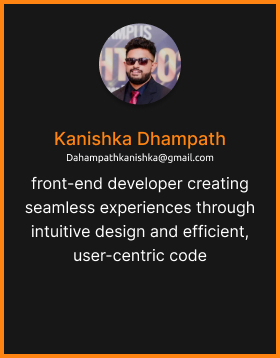 Kanishka Dhampath
Dahampathkanishka@gmail.com
front-end developer creating
seamless experiences through
intuitive design and efficient,
user-centric code